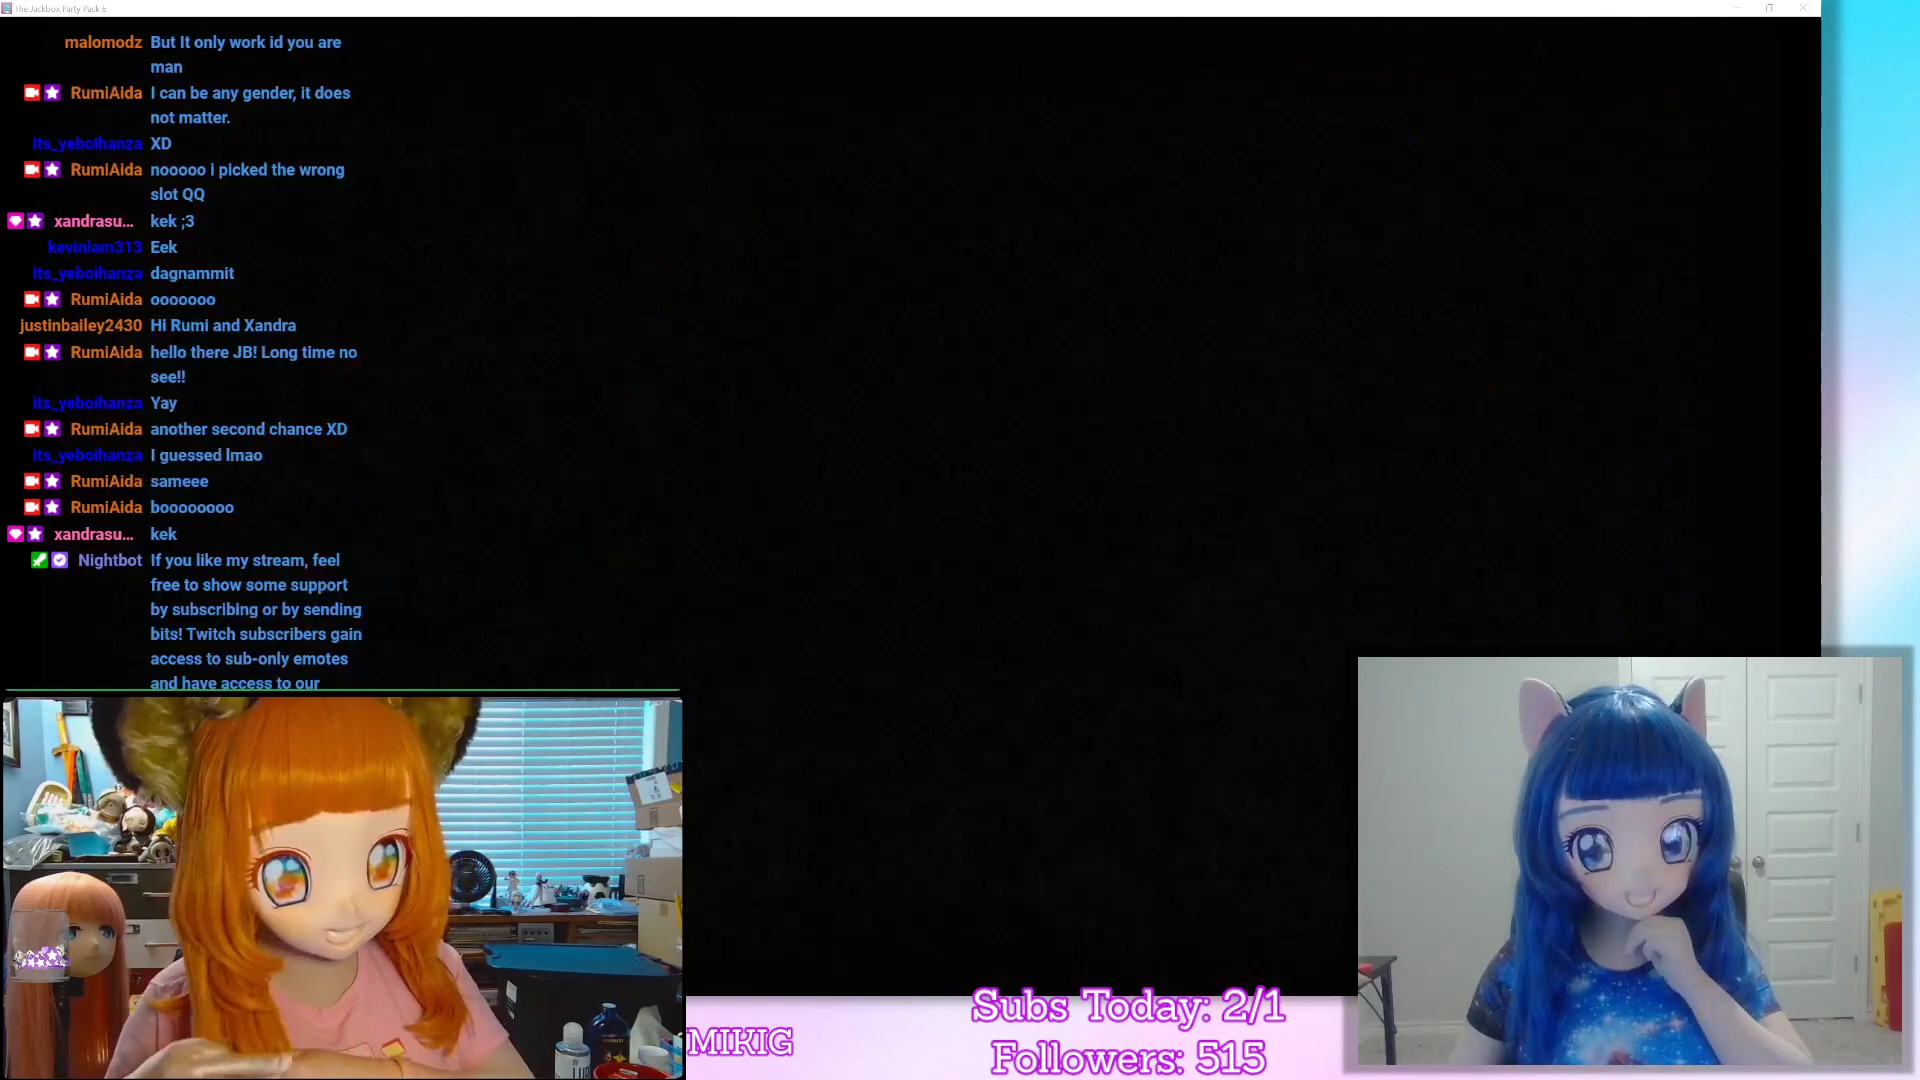 The Jackbox Party Pack 6
malomodz But It only work id you are
man
RumiAida I can be any gender, it does
not matter.
its_yeboihanza XD
RumiAida nooooo i picked the wrong
slot QQ
xandrasu... kek ;3
kevinlam313 Eek
its_yeboihanza dagnammit
RumiAida ooooooo
justinbailey2430 Hi Rumi and Xandra
RumiAida hello there JB! Long time no
see!!
its_yeboihanza Yay
RumiAida another second chance XD
its_yeboihanza I guessed lmao
RumiAida sameee
RumiAida boooooooo
xandrasu... kek
Nightbot If you like my stream, feel
free to show some support
by subscribing or by sending
bits! Twitch subscribers gain
access to sub-only emotes
and have access to our
MIKIG
Subs Today: 2/1
Followers: 515